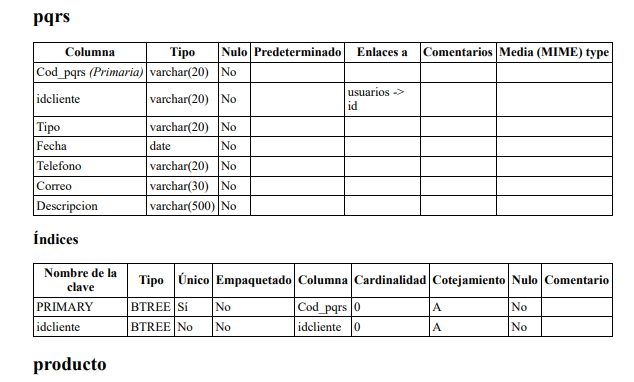 pqrs
Columna Tipo Nulo Predeterminado Enlaces a Comentarios Media (MIME) type
Cod_pqrs (Primaria) varchar(20) No
idcliente varchar(20) No usuarios ->
id
Tipo varchar(20) No
Fecha date No
Telefono varchar(20) No
Correo varchar(30) No
Descripcion varchar(500) No
Índices
Nombre de la
clave Tipo Único Empaquetado Columna Cardinalidad Cotejamiento Nulo Comentario
PRIMARY BTREE Sí No Cod_pqrs 0 A No
idcliente BTREE No No idcliente 0 A No
producto